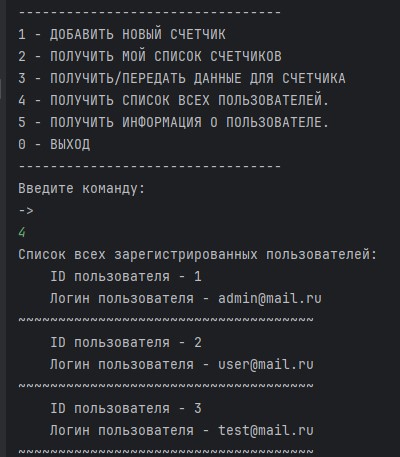 ---------------------------------
1 - ДОБАВИТЬ НОВЫЙ СЧЕТЧИК
2 - ПОЛУЧИТЬ МОЙ СПИСОК СЧЕТЧИКОВ
3 - ПОЛУЧИТЬ/ПЕРЕДАТЬ ДАННЫЕ ДЛЯ СЧЕТЧИКА
4 - ПОЛУЧИТЬ СПИСОК ВСЕХ ПОЛЬЗОВАТЕЛЕЙ.
5 - ПОЛУЧИТЬ ИНФОРМАЦИЯ О ПОЛЬЗОВАТЕЛЕ.
0 - ВЫХОД
---------------------------------
Введите команду:
->
4
Список всех зарегистрированных пользователей:
    ID пользователя - 1
    Логин пользователя - admin@mail.ru
~~~~~~~~~~~~~~~~~~~~~~~~~~~~~~~~~~~~~
    ID пользователя - 2
    Логин пользователя - user@mail.ru
~~~~~~~~~~~~~~~~~~~~~~~~~~~~~~~~~~~~~
    ID пользователя - 3
    Логин пользователя - test@mail.ru
~~~~~~~~~~~~~~~~~~~~~~~~~~~~~~~~~~~~~